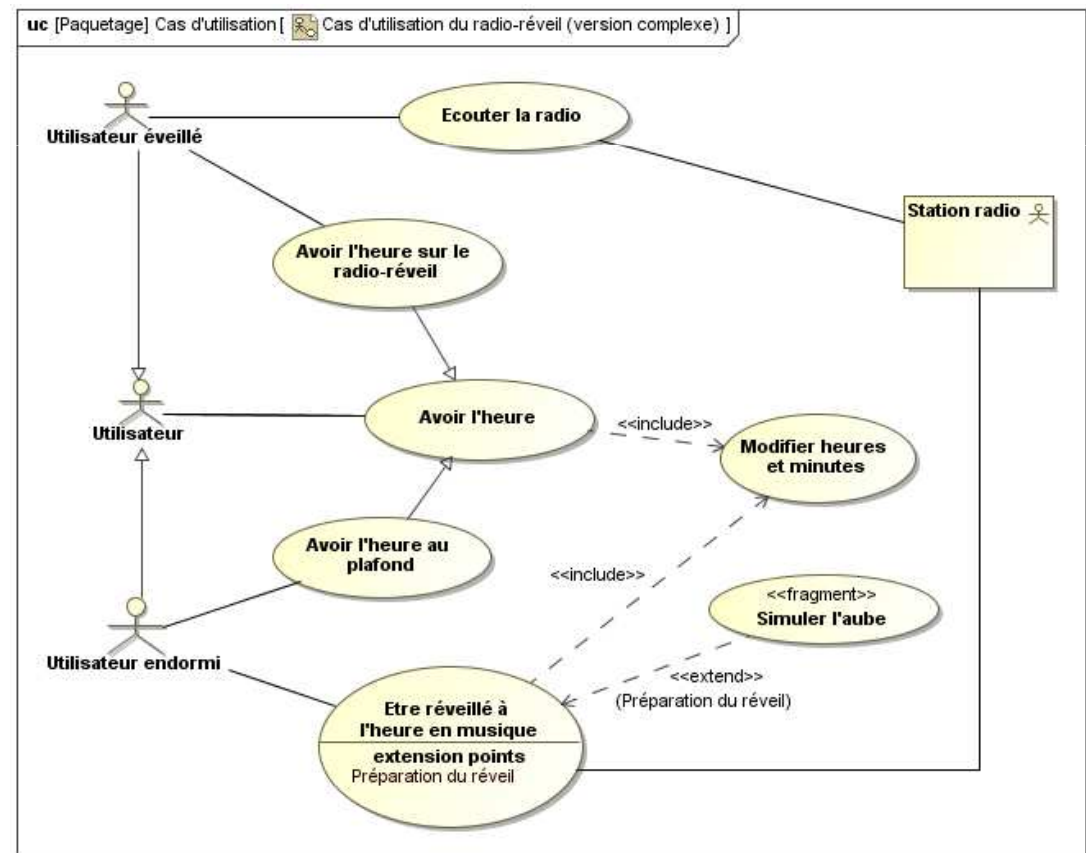 uc [Paquetage] Cas d'utilisation [ Cas d'utilisation du radio-réveil (version complexe) ]
Utilisateur éveillé
Ecouter la radio
Station radio
Avoir l'heure sur le
radio-réveil
Utilisateur
Avoir l'heure
<<include>>
Modifier heures
et minutes
Avoir l'heure au
plafond
<<include>>
<<fragment>>
Simuler l'aube
Utilisateur endormi
<<extend>>
(Préparation du réveil)
Etre réveillé à
l'heure en musique
extension points
Préparation du réveil